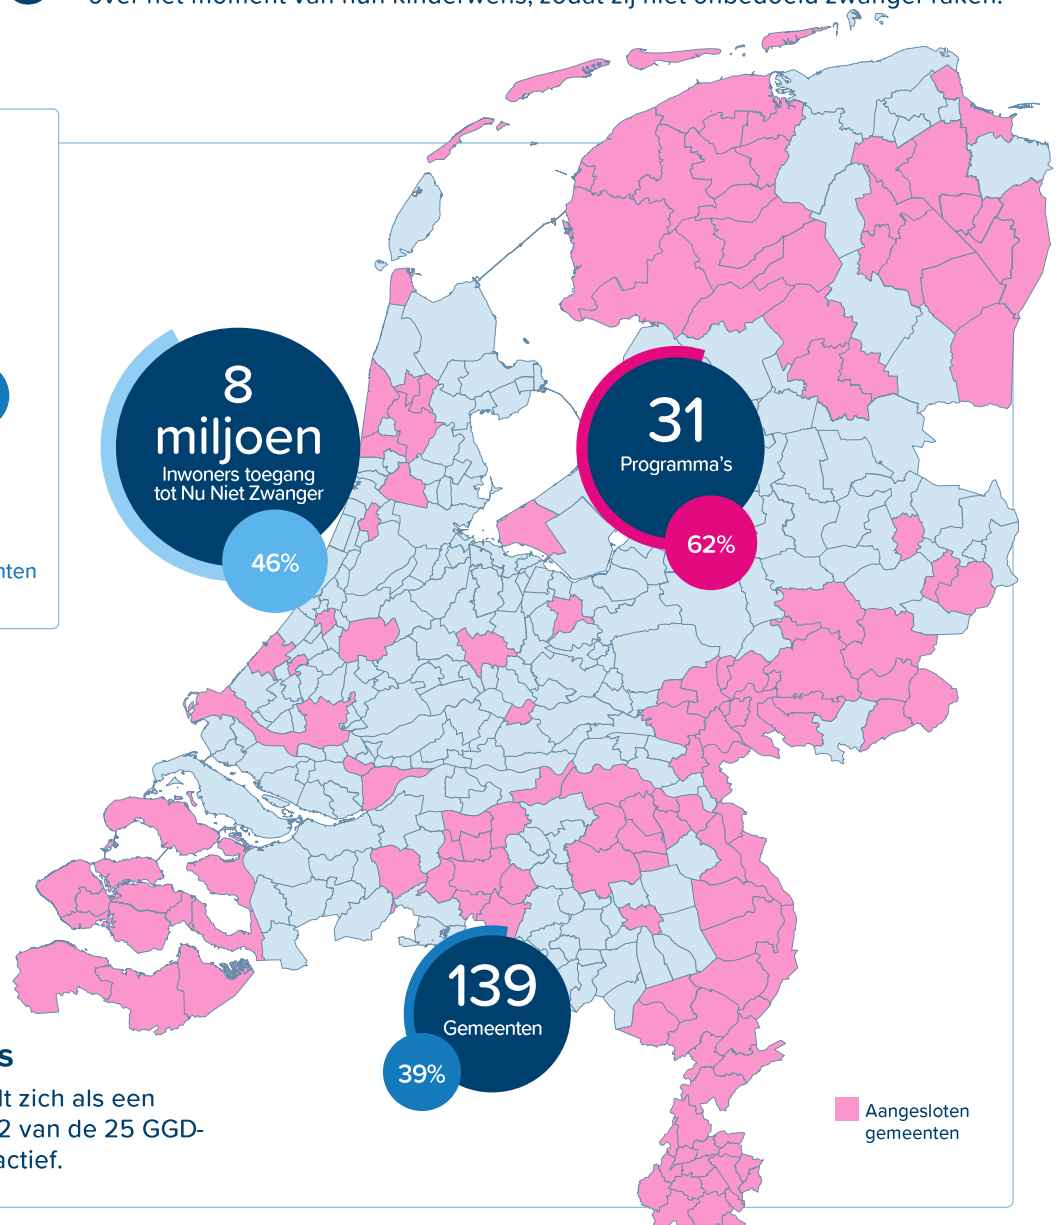 over het moment van hun kinderwens, zodat zij niet onbedoeld zwanger raken.
8
miljoen
Inwoners toegang
tot Nu Niet Zwanger
46%
31
Programma's
62%
nten
139
Gemeenten
39%
s
lt zich als een
2 van de 25 GGD-
actief.
Aangesloten
gemeenten